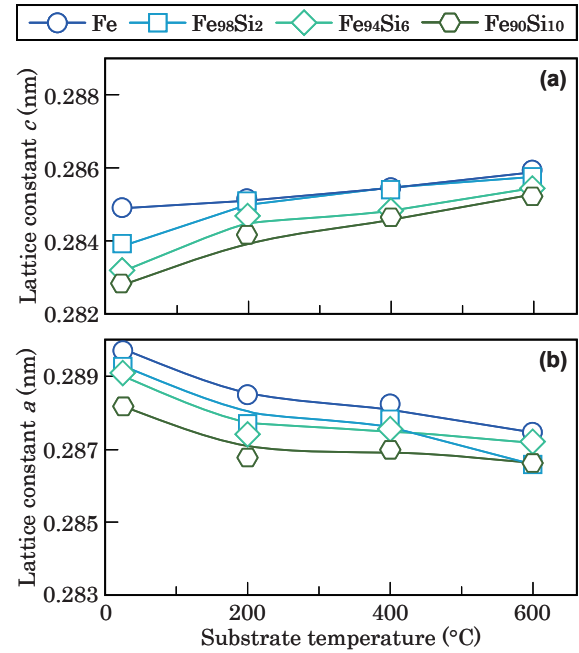 Fe Fe98Si2 Fe94Si6 Fe90Si10
(a)
Lattice constant c (nm)
0.288
0.286
0.284
0.282
(b)
Lattice constant a (nm)
0.289
0.287
0.285
0.283
0 200 400 600
Substrate temperature (°C)